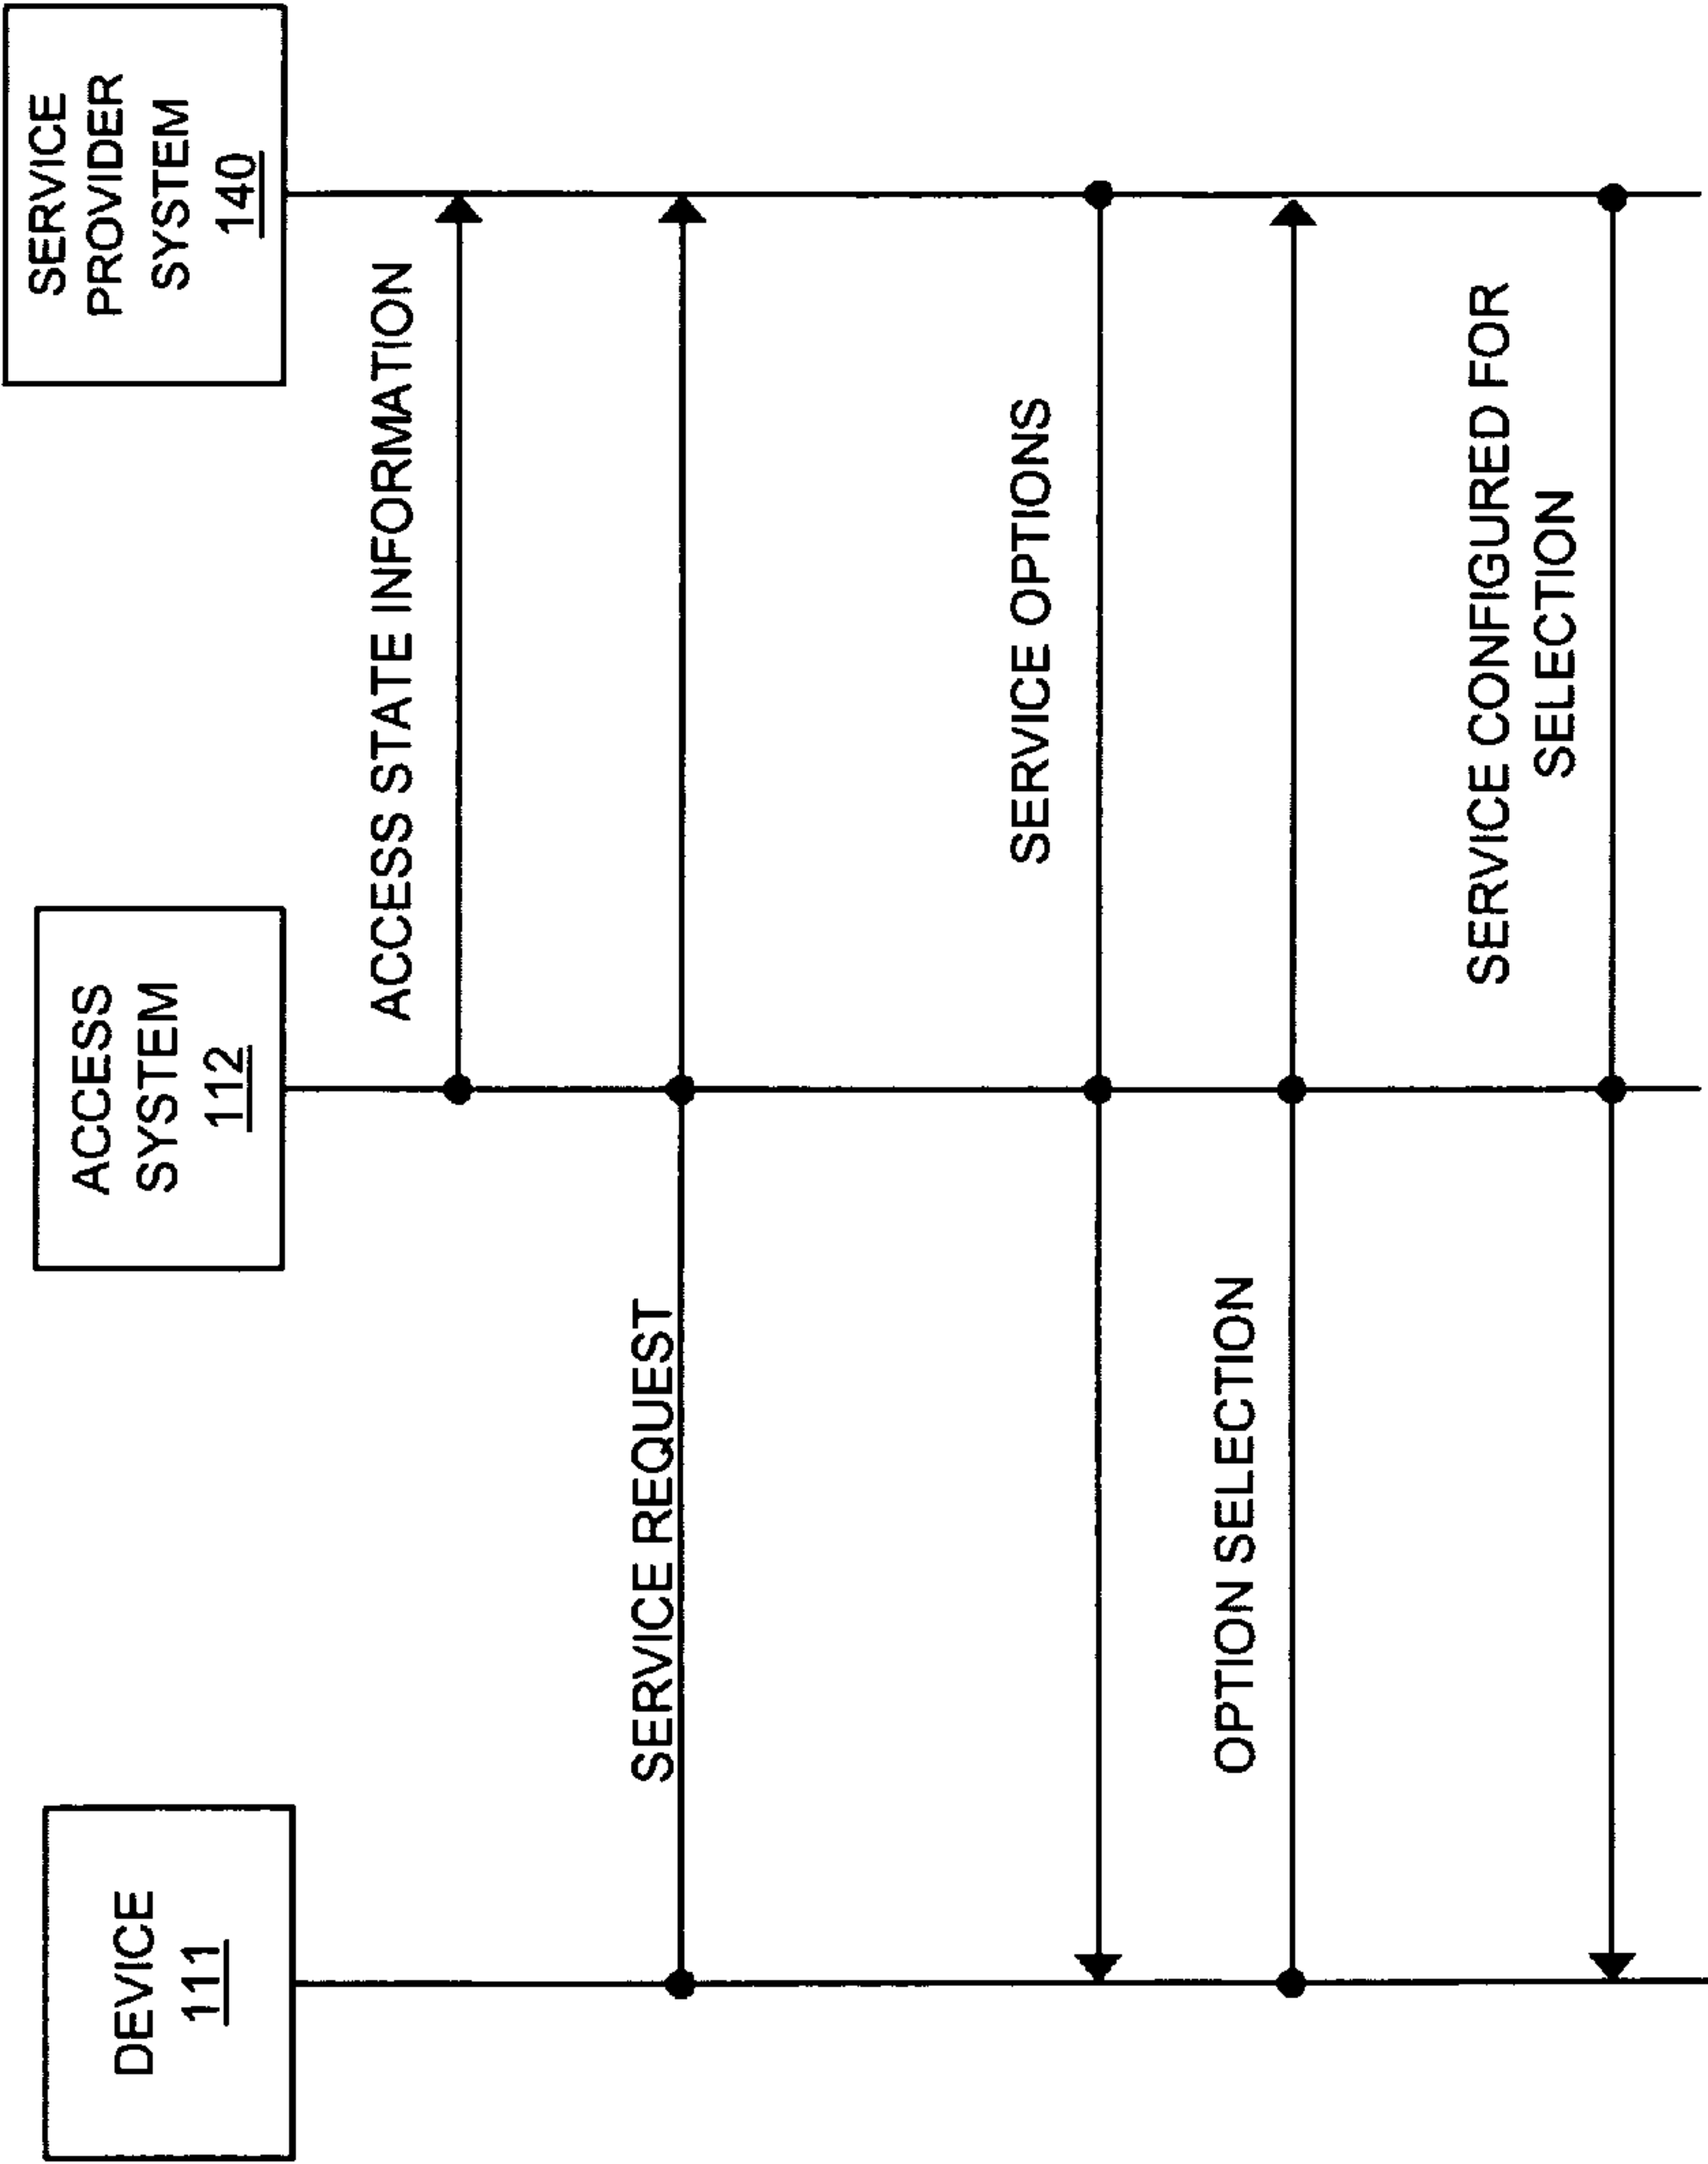 DEVICE
111
ACCESS
SYSTEM
112
SERVICE
PROVIDER
SYSTEM
140
ACCESS STATE INFORMATION
SERVICE REQUEST
SERVICE OPTIONS
OPTION SELECTION
SERVICE CONFIGURED FOR
SELECTION